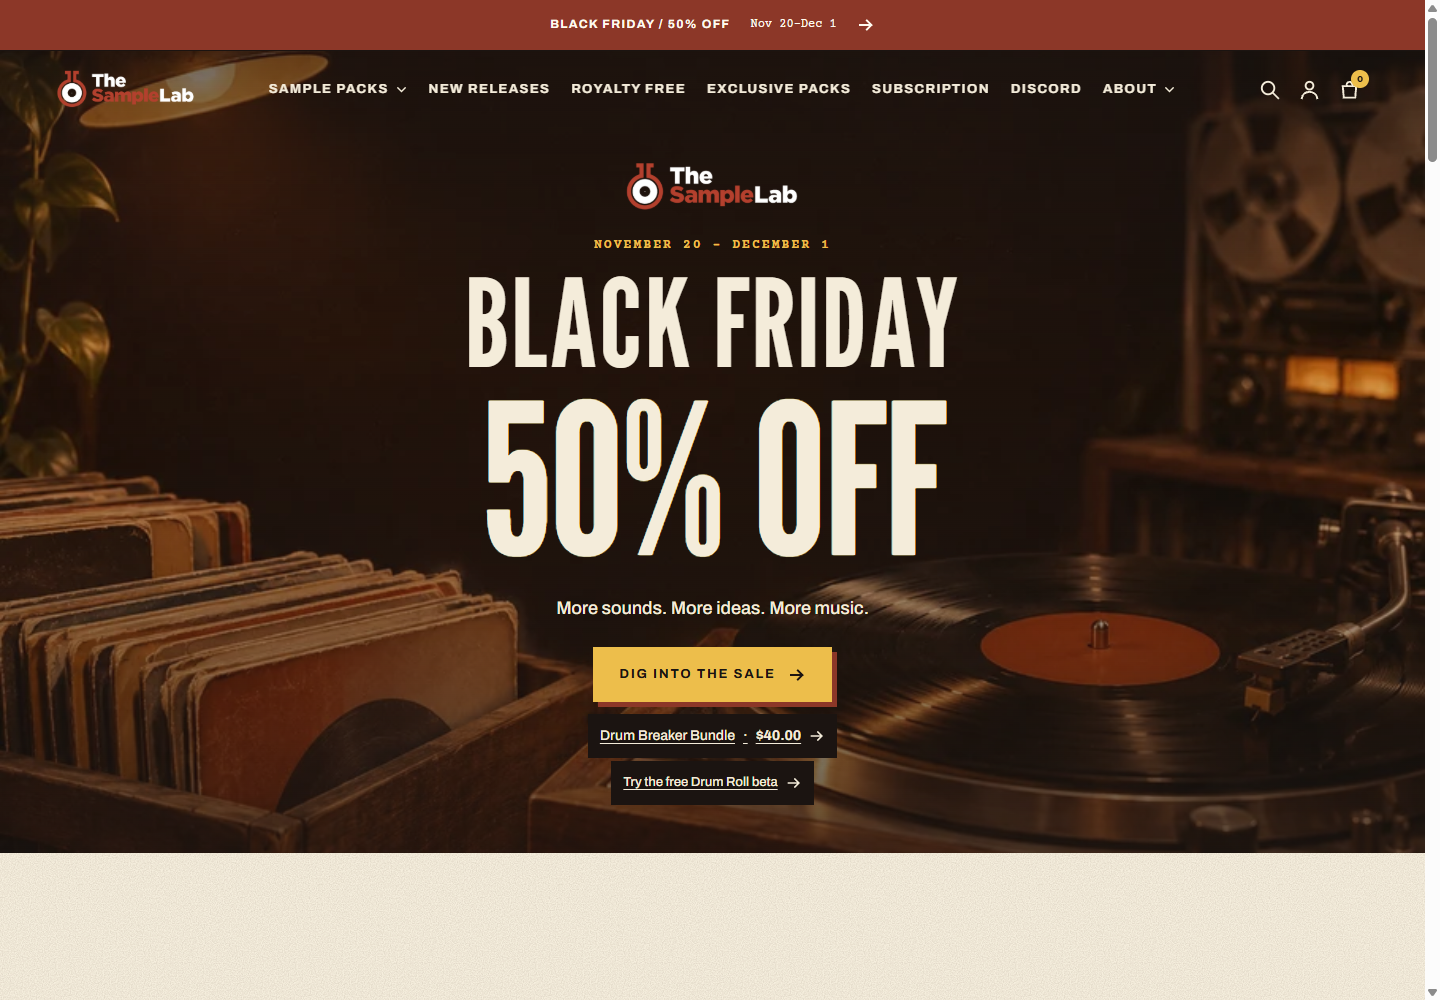 BLACK FRIDAY / 50% OFF Nov 20–Dec 1
The
SampleLab
SAMPLE PACKS NEW RELEASES ROYALTY FREE EXCLUSIVE PACKS SUBSCRIPTION DISCORD ABOUT
0
The
SampleLab
NOVEMBER 20 – DECEMBER 1
BLACK FRIDAY
50% OFF
More sounds. More ideas. More music.
DIG INTO THE SALE
Drum Breaker Bundle · $40.00
Try the free Drum Roll beta